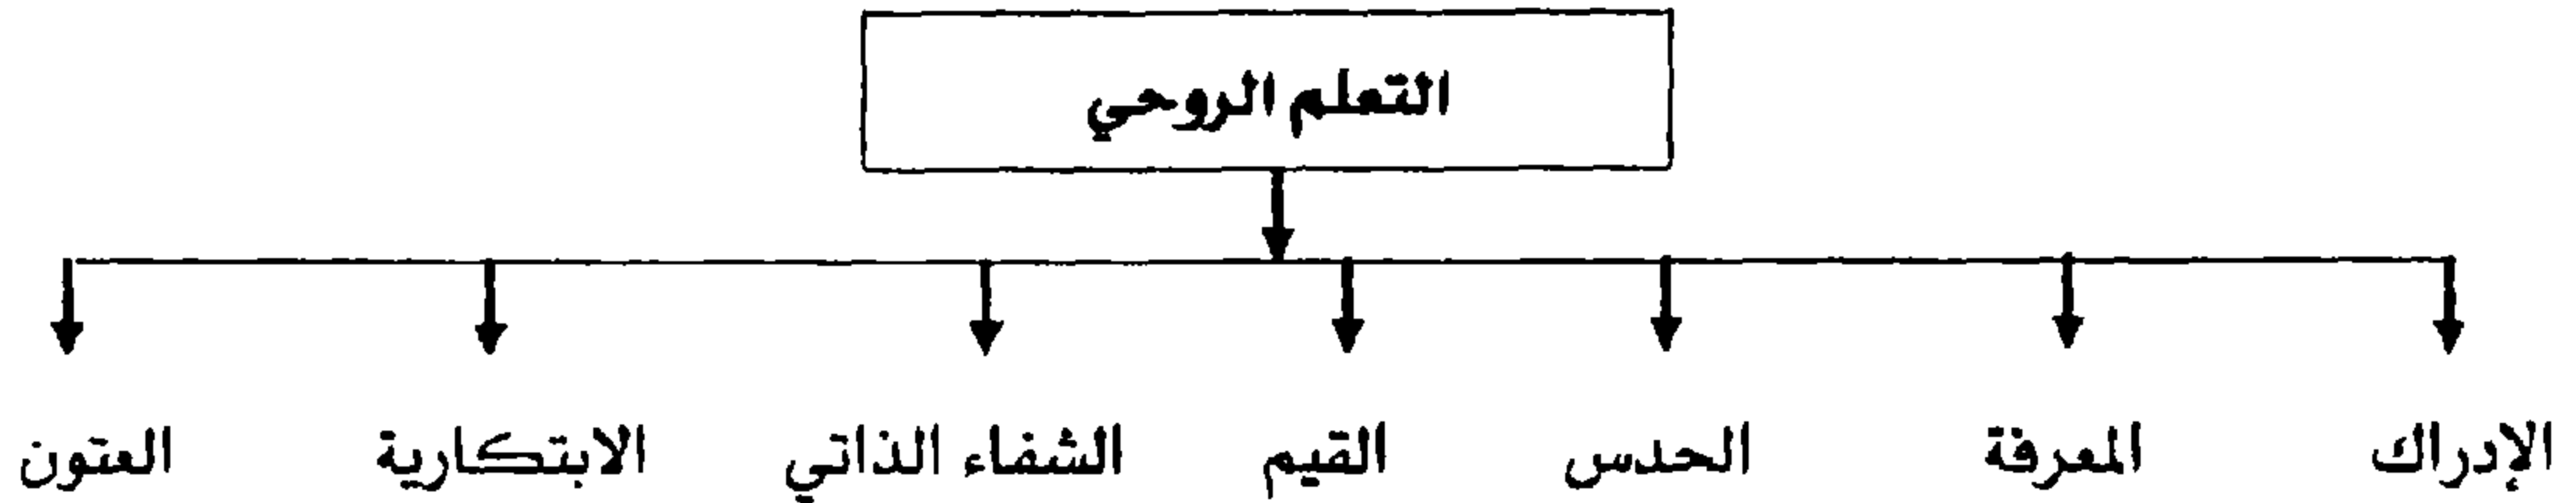 التعلم الروحي
الإدراك المعرفة الحدس القيم الشفاء الذاتي الابتكارية العتون